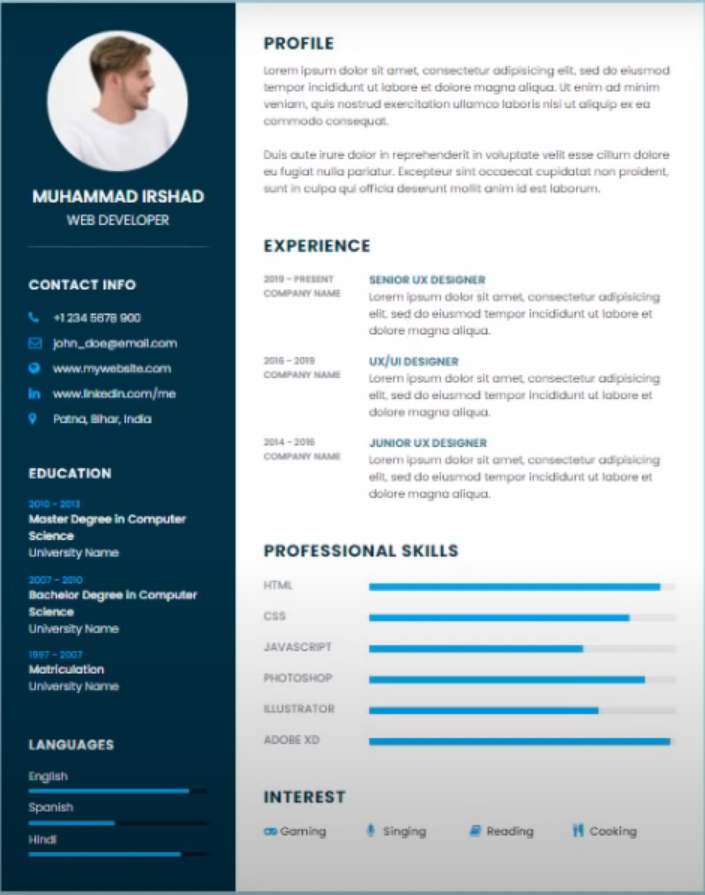 MUHAMMAD IRSHAD
WEB DEVELOPER
CONTACT INFO
+1 234 5678 900
john_doe@email.com
www.mywebsite.com
www.linkedin.com/me
Patna, Bihar, India
EDUCATION
2010 - 2013
Master Degree in Computer
Science
University Name
2007 - 2010
Bachelor Degree in Computer
Science
University Name
1997 - 2007
Matriculation
University Name
LANGUAGES
English
Spanish
Hindi
PROFILE
Lorem ipsum dolor sit amet, consectetur adipisicing elit, sed do eiusmod
tempor incididunt ut labore et dolore magna aliqua. Ut enim ad minim
veniam, quis nostrud exercitation ullamco laboris nisi ut aliquip ex ea
commodo consequat.
Duis aute irure dolor in reprehenderit in voluptate velit esse cillum dolore
eu fugiat nulla pariatur. Excepteur sint occaecat cupidatat non proident,
sunt in culpa qui officia deserunt mollit anim id est laborum.
EXPERIENCE
2019 - PRESENT
COMPANY NAME
SENIOR UX DESIGNER
Lorem ipsum dolor sit amet, consectetur adipisicing
elit, sed do eiusmod tempor incididunt ut labore et
dolore magna aliqua.
2016 - 2019
COMPANY NAME
UX/UI DESIGNER
Lorem ipsum dolor sit amet, consectetur adipisicing
elit, sed do eiusmod tempor incididunt ut labore et
dolore magna aliqua.
2014 - 2016
COMPANY NAME
JUNIOR UX DESIGNER
Lorem ipsum dolor sit amet, consectetur adipisicing
elit, sed do eiusmod tempor incididunt ut labore et
dolore magna aliqua.
PROFESSIONAL SKILLS
HTML
CSS
JAVASCRIPT
PHOTOSHOP
ILLUSTRATOR
ADOBE XD
INTEREST
Gaming
Singing
Reading
Cooking